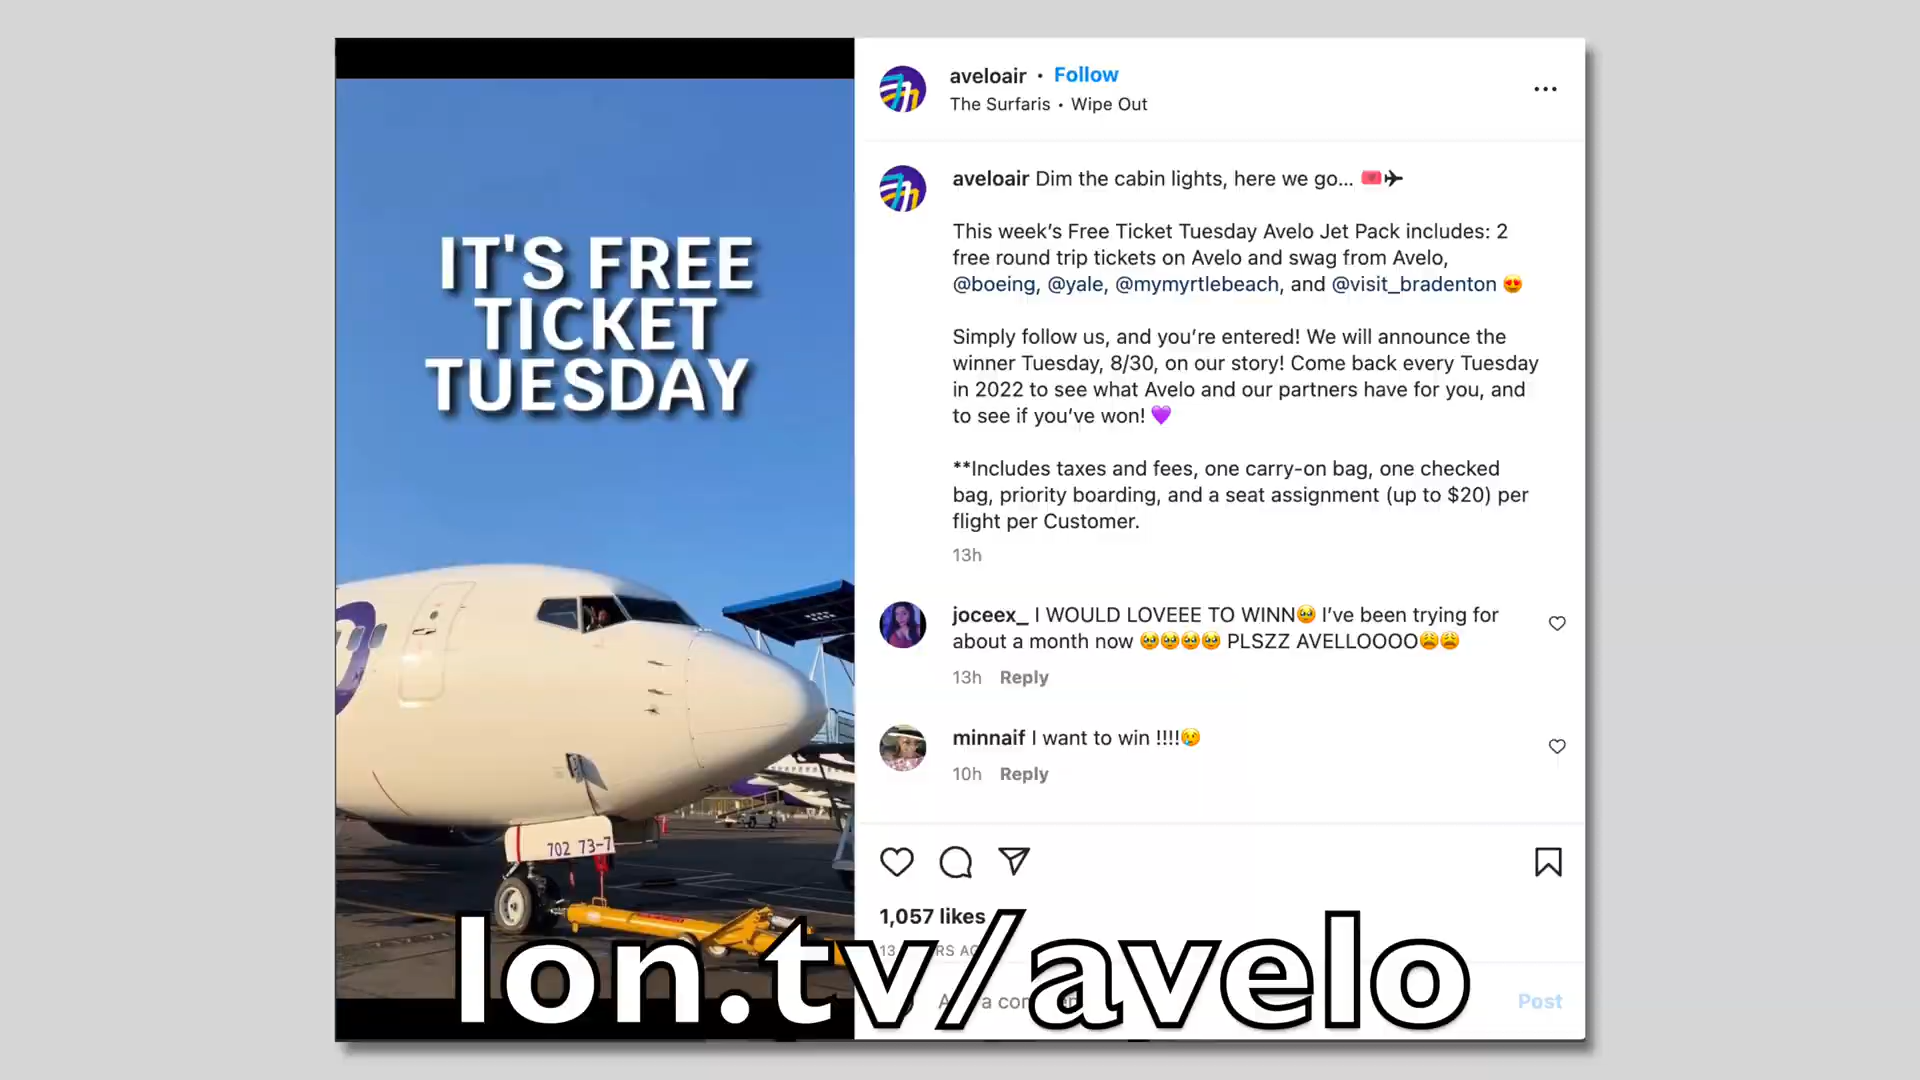 IT'S FREE
TICKET
TUESDAY
702 73-7
aveloair • Follow
The Surfaris • Wipe Out
aveloair Dim the cabin lights, here we go...
This week's Free Ticket Tuesday Avelo Jet Pack includes: 2
free round trip tickets on Avelo and swag from Avelo,
@boeing, @yale, @mymyrtlebeach, and @visit_bradenton 😍
Simply follow us, and you're entered! We will announce the
winner Tuesday, 8/30, on our story! Come back every Tuesday
in 2022 to see what Avelo and our partners have for you, and
to see if you've won! 💜
**Includes taxes and fees, one carry-on bag, one checked
bag, priority boarding, and a seat assignment (up to $20) per
flight per Customer.
13h
joceex_ I WOULD LOVEEE TO WINN🥹 I've been trying for
about a month now 🥹🥹🥹🥹 PLSZZ AVELLOOOO😩😩
13h Reply
minnaif I want to win !!!!😢
10h Reply
1,057 likes
Post
lon.tv/avelo